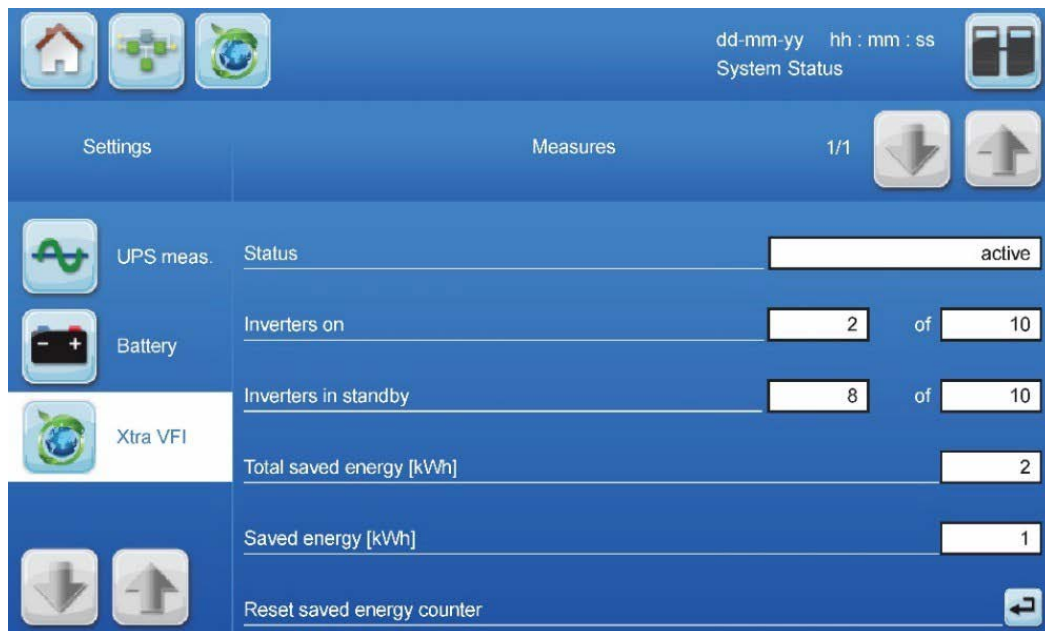 dd-mm-yy hh : mm : ss
System Status
Settings
Measures
1/1
UPS meas.
Battery
Xtra VFI
Status active
Inverters on 2 of 10
Inverters in standby 8 of 10
Total saved energy [kWh] 2
Saved energy [kWh] 1
Reset saved energy counter